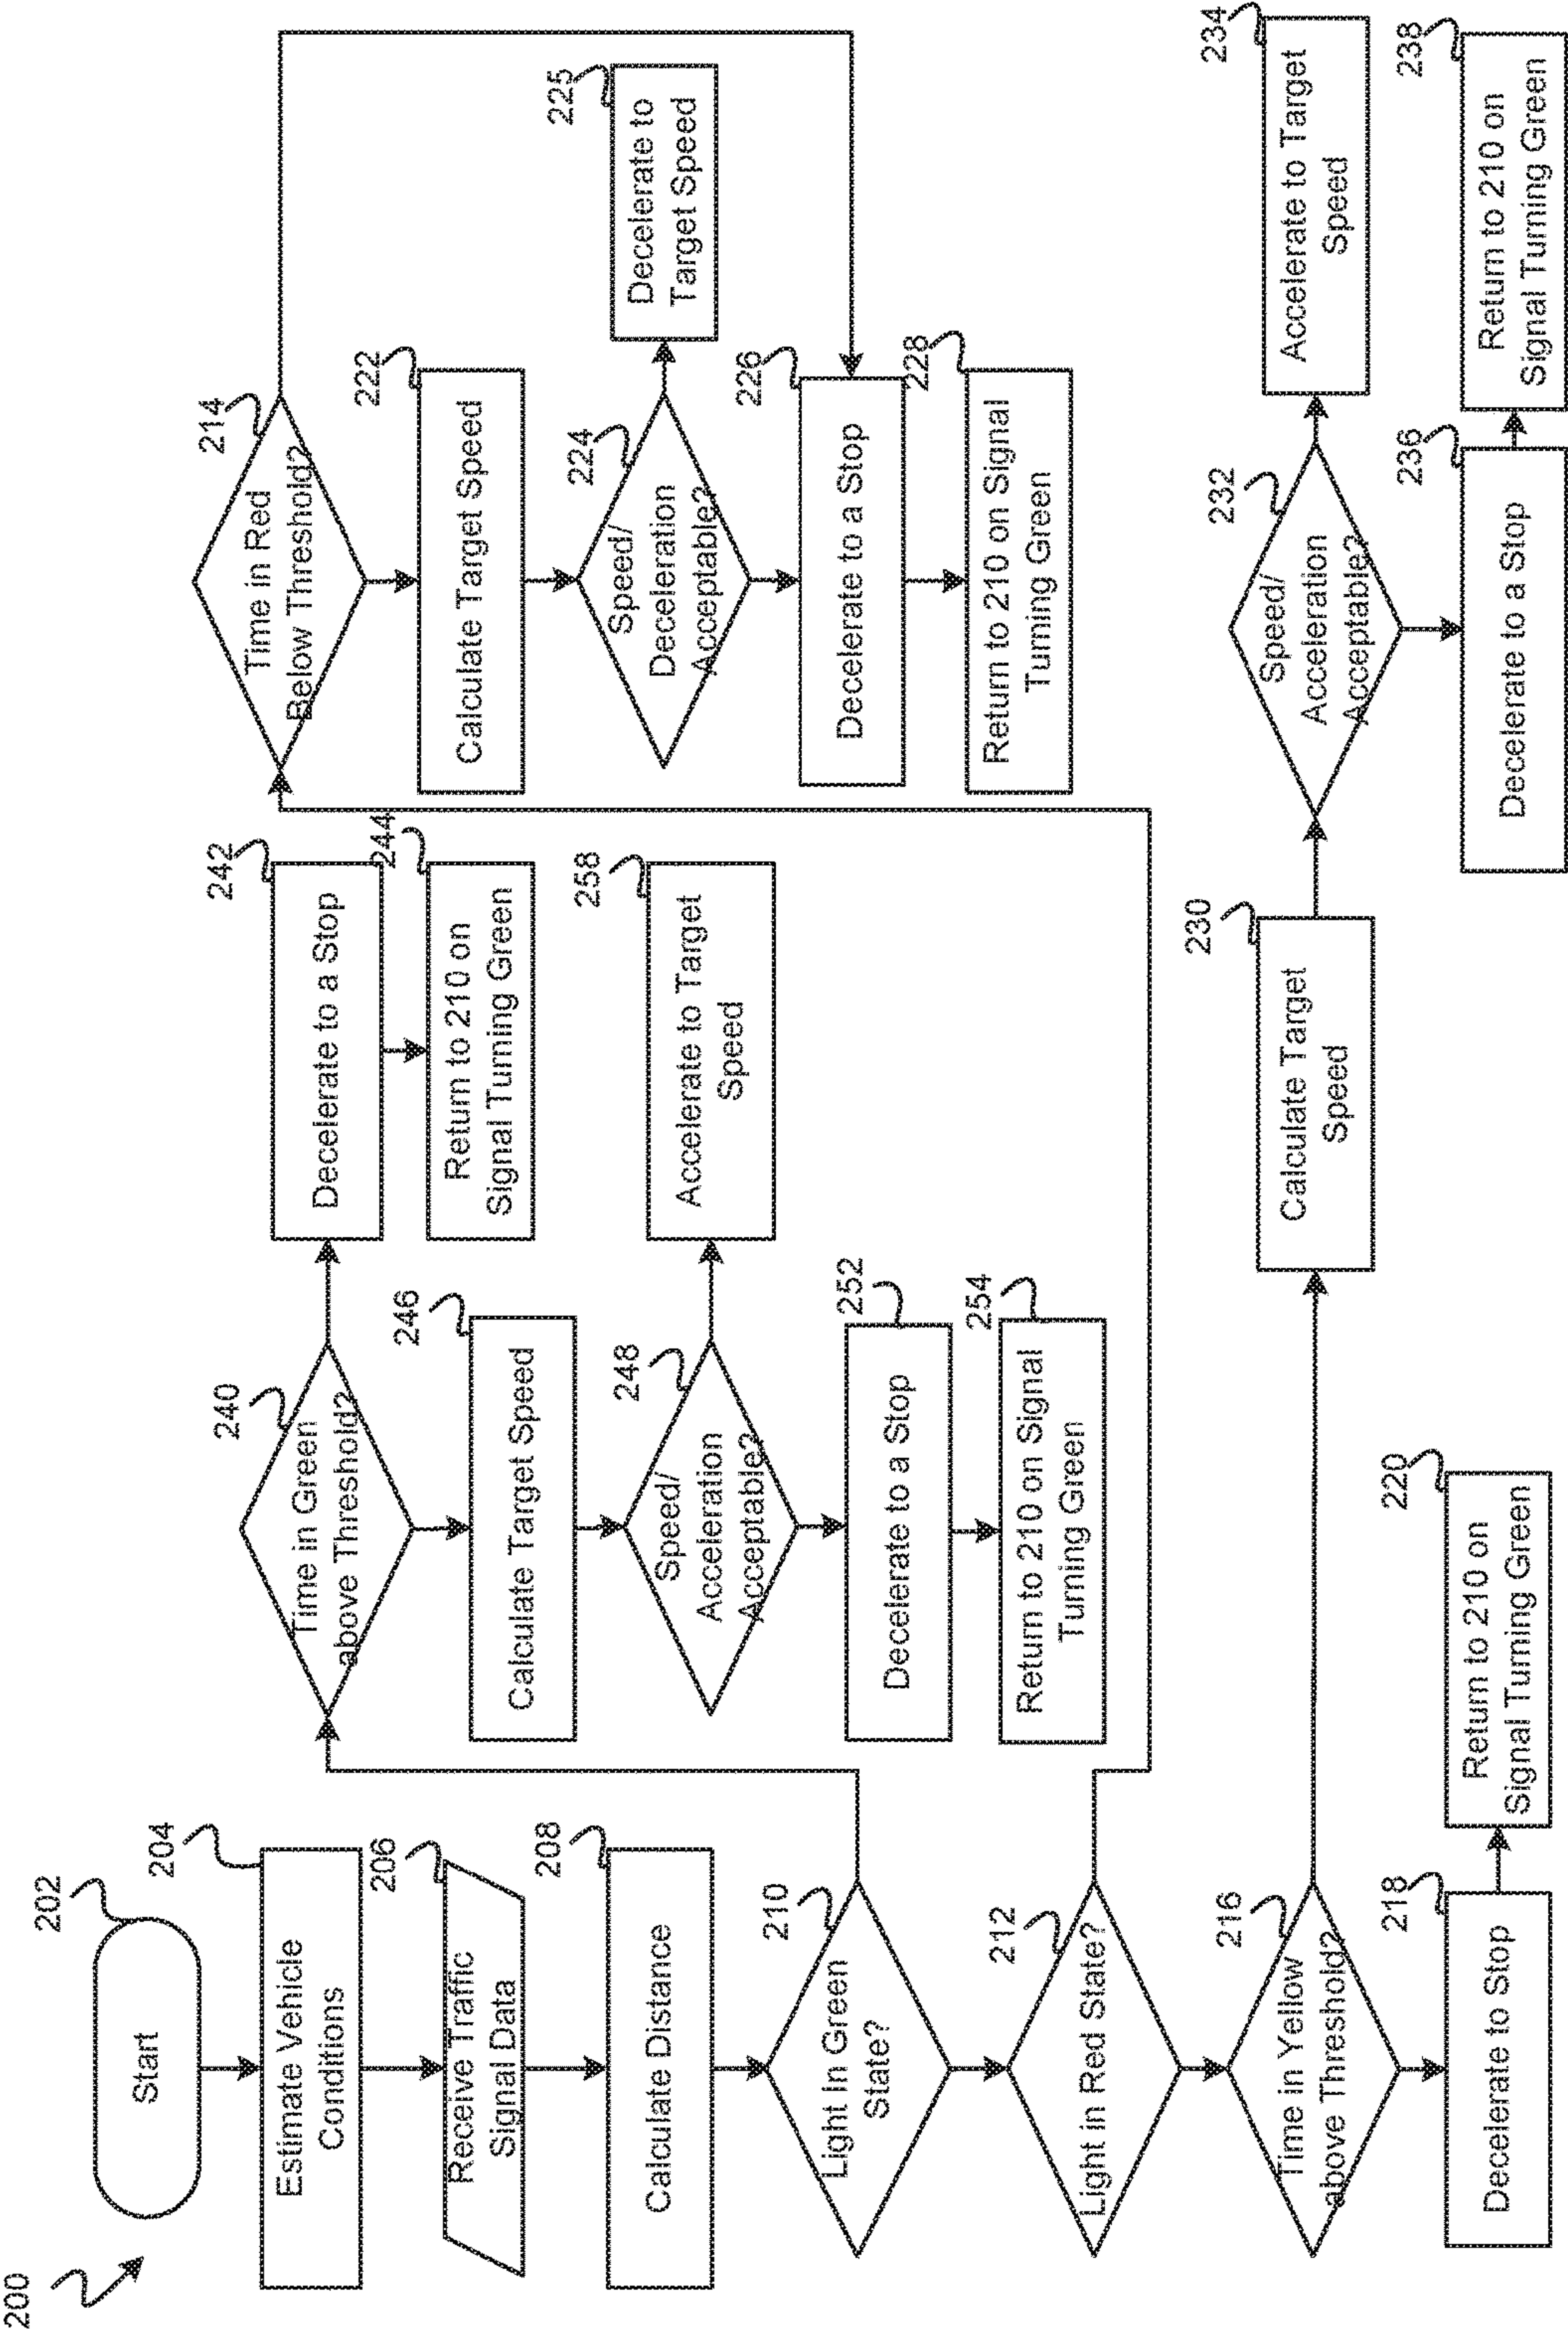 200
202
Start
204
Estimate Vehicle
Conditions
206
Receive Traffic
Signal Data
208
Calculate Distance
210
Light In Green
State?
212
Light in Red State?
216
Time in Yellow
above Threshold?
218
Decelerate to Stop
220
Return to 210 on
Signal Turning Green
240
Time in Green
above Threshold?
242
Decelerate to a Stop
244
Return to 210 on
Signal Turning Green
246
Calculate Target Speed
248
Speed/
Acceleration
Acceptable?
258
Accelerate to Target
Speed
252
Decelerate to a Stop
254
Return to 210 on Signal
Turning Green
214
Time in Red
Below Threshold?
222
Calculate Target Speed
224
Speed/
Deceleration
Acceptable?
225
Decelerate to
Target Speed
226
Decelerate to a Stop
228
Return to 210 on Signal
Turning Green
230
Calculate Target
Speed
232
Speed/
Acceleration
Acceptable?
234
Accelerate to Target
Speed
236
Decelerate to a Stop
238
Return to 210 on
Signal Turning Green